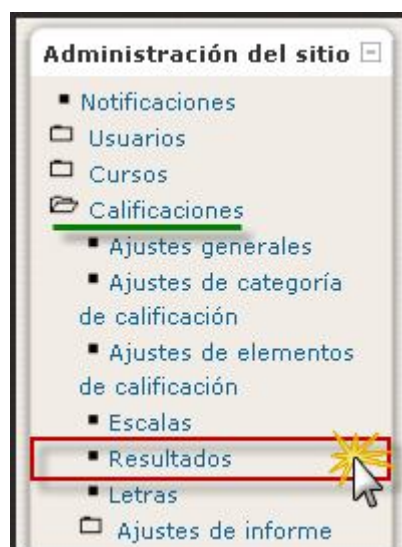 Administración del sitio
Notificaciones
Usuarios
Cursos
Calificaciones
Ajustes generales
Ajustes de categoría
de calificación
Ajustes de elementos
de calificación
Escalas
Resultados
Letras
Ajustes de informe